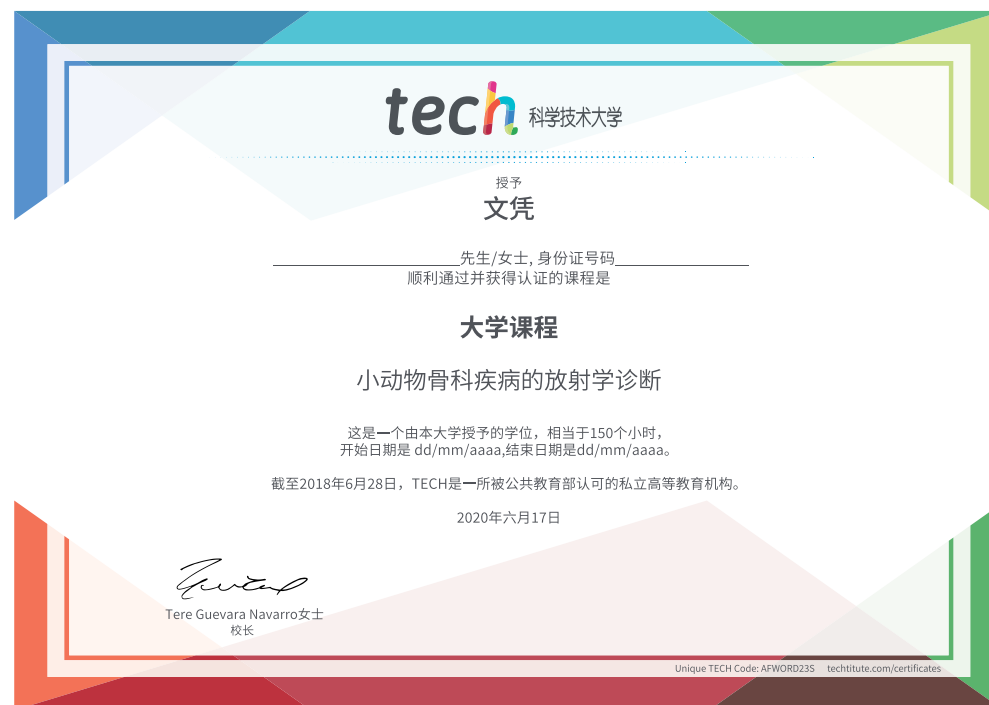 tech 科学技术大学
授予
文凭
________________________先生/女士, 身份证号码_________________
顺利通过并获得认证的课程是
大学课程
小动物骨科疾病的放射学诊断
这是一个由本大学授予的学位，相当于150个小时，
开始日期是 dd/mm/aaaa,结束日期是dd/mm/aaaa。
截至2018年6月28日，TECH是一所被公共教育部认可的私立高等教育机构。
2020年六月17日
Tere Guevara Navarro女士
校长
Unique TECH Code: AFWORD23S techtitute.com/certificates